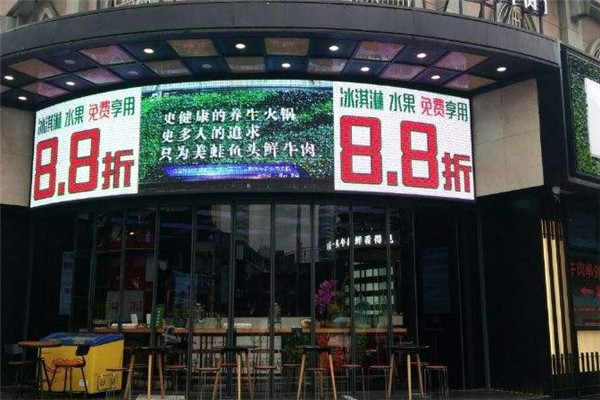 冰淇淋 水果 免费享用
8.8折
更健康的养牛火锅
更多人的追求
只为美蛙鱼头鲜牛肉
冰淇淋 水果 免费享用
8.8折